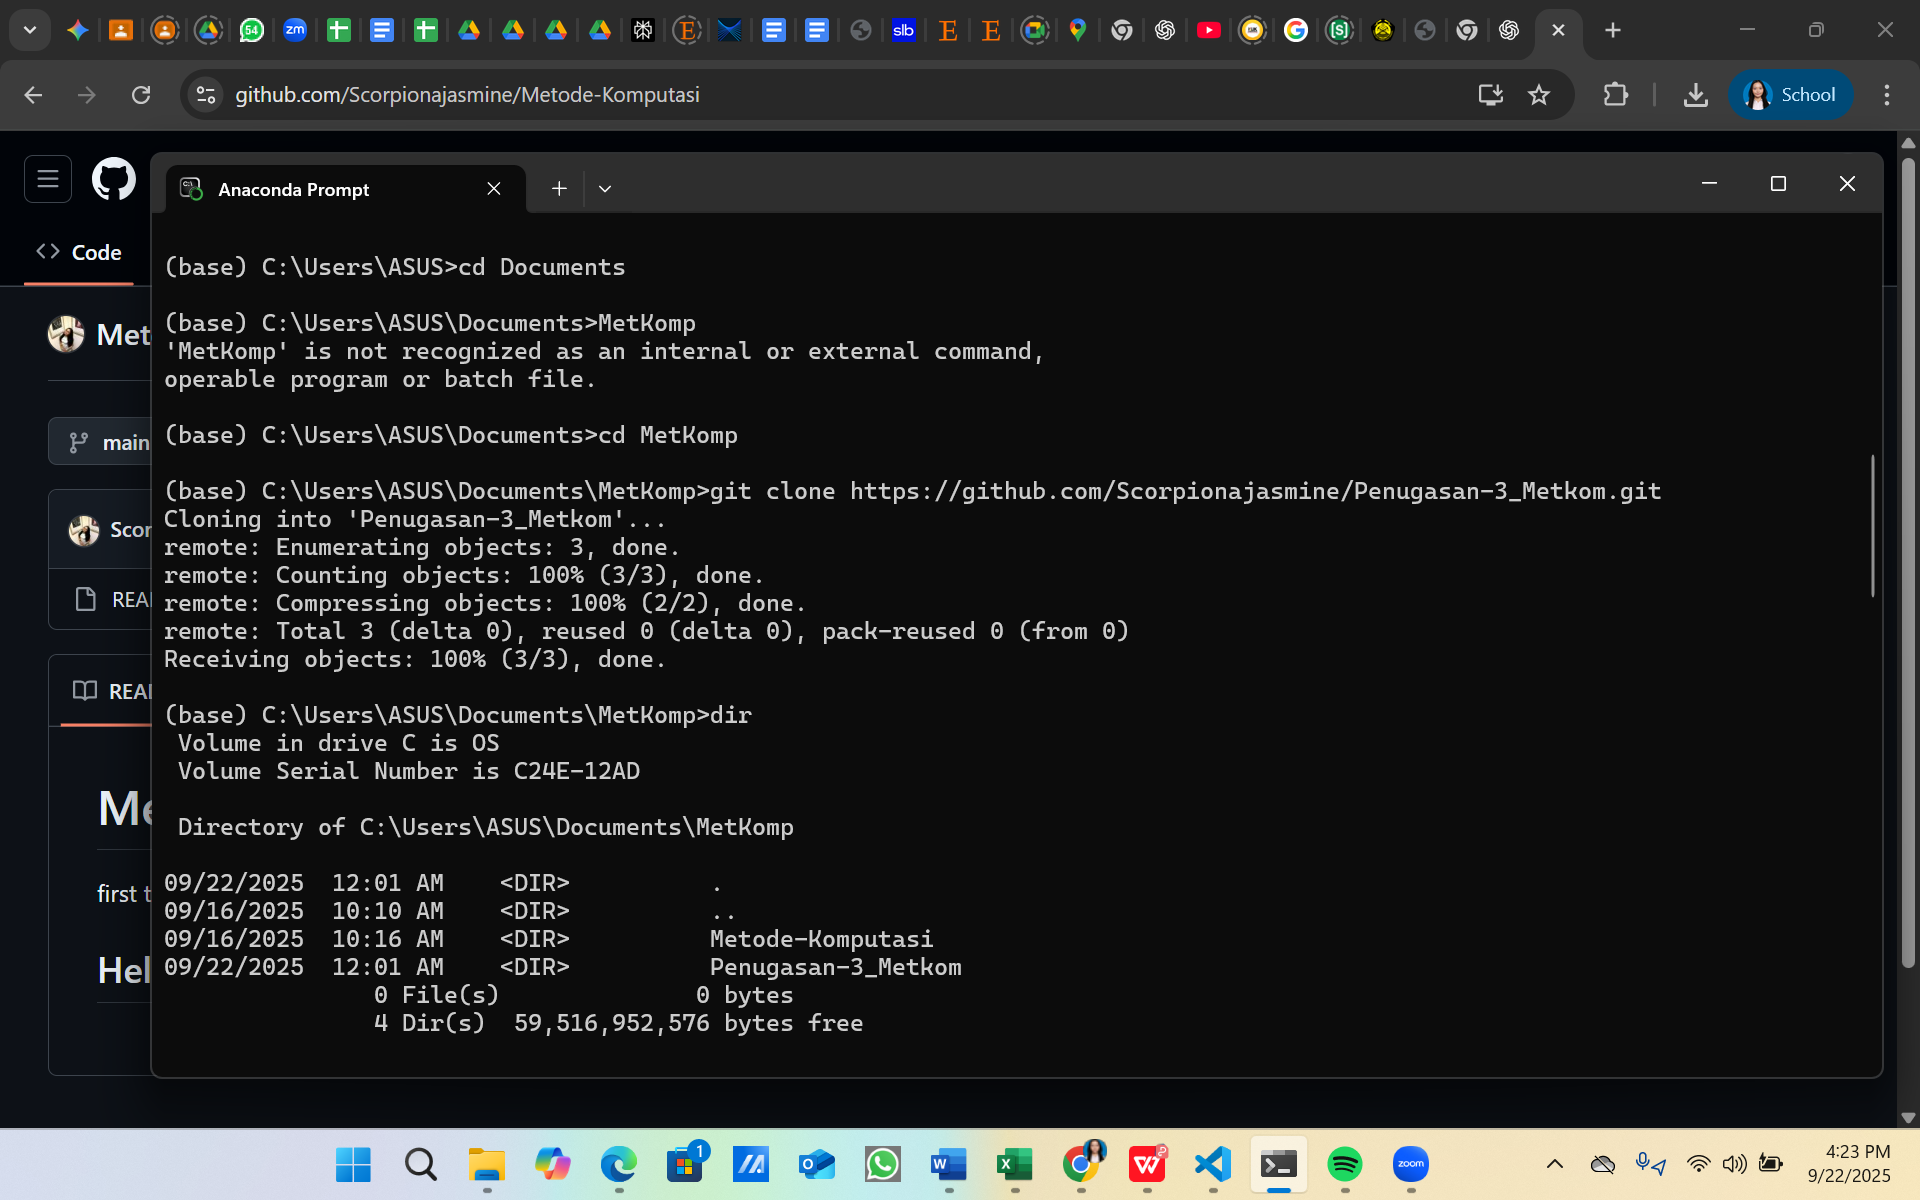 54
zm
slb
github.com/Scorpionajasmine/Metode-Komputasi
School
Anaconda Prompt
Code
Met
main
Scor
REA
REA
Me
first t
Hel
(base) C:\Users\ASUS>cd Documents
(base) C:\Users\ASUS\Documents>MetKomp
'MetKomp' is not recognized as an internal or external command,
operable program or batch file.
(base) C:\Users\ASUS\Documents>cd MetKomp
(base) C:\Users\ASUS\Documents\MetKomp>git clone https://github.com/Scorpionajasmine/Penugasan-3_Metkom.git
Cloning into 'Penugasan-3_Metkom'...
remote: Enumerating objects: 3, done.
remote: Counting objects: 100% (3/3), done.
remote: Compressing objects: 100% (2/2), done.
remote: Total 3 (delta 0), reused 0 (delta 0), pack-reused 0 (from 0)
Receiving objects: 100% (3/3), done.
(base) C:\Users\ASUS\Documents\MetKomp>dir
Volume in drive C is OS
Volume Serial Number is C24E-12AD
Directory of C:\Users\ASUS\Documents\MetKomp
09/22/2025 12:01 AM <DIR> .
09/16/2025 10:10 AM <DIR> ..
09/16/2025 10:16 AM <DIR> Metode-Komputasi
09/22/2025 12:01 AM <DIR> Penugasan-3_Metkom
0 File(s) 0 bytes
4 Dir(s) 59,516,952,576 bytes free
1
zoom
4:23 PM
9/22/2025